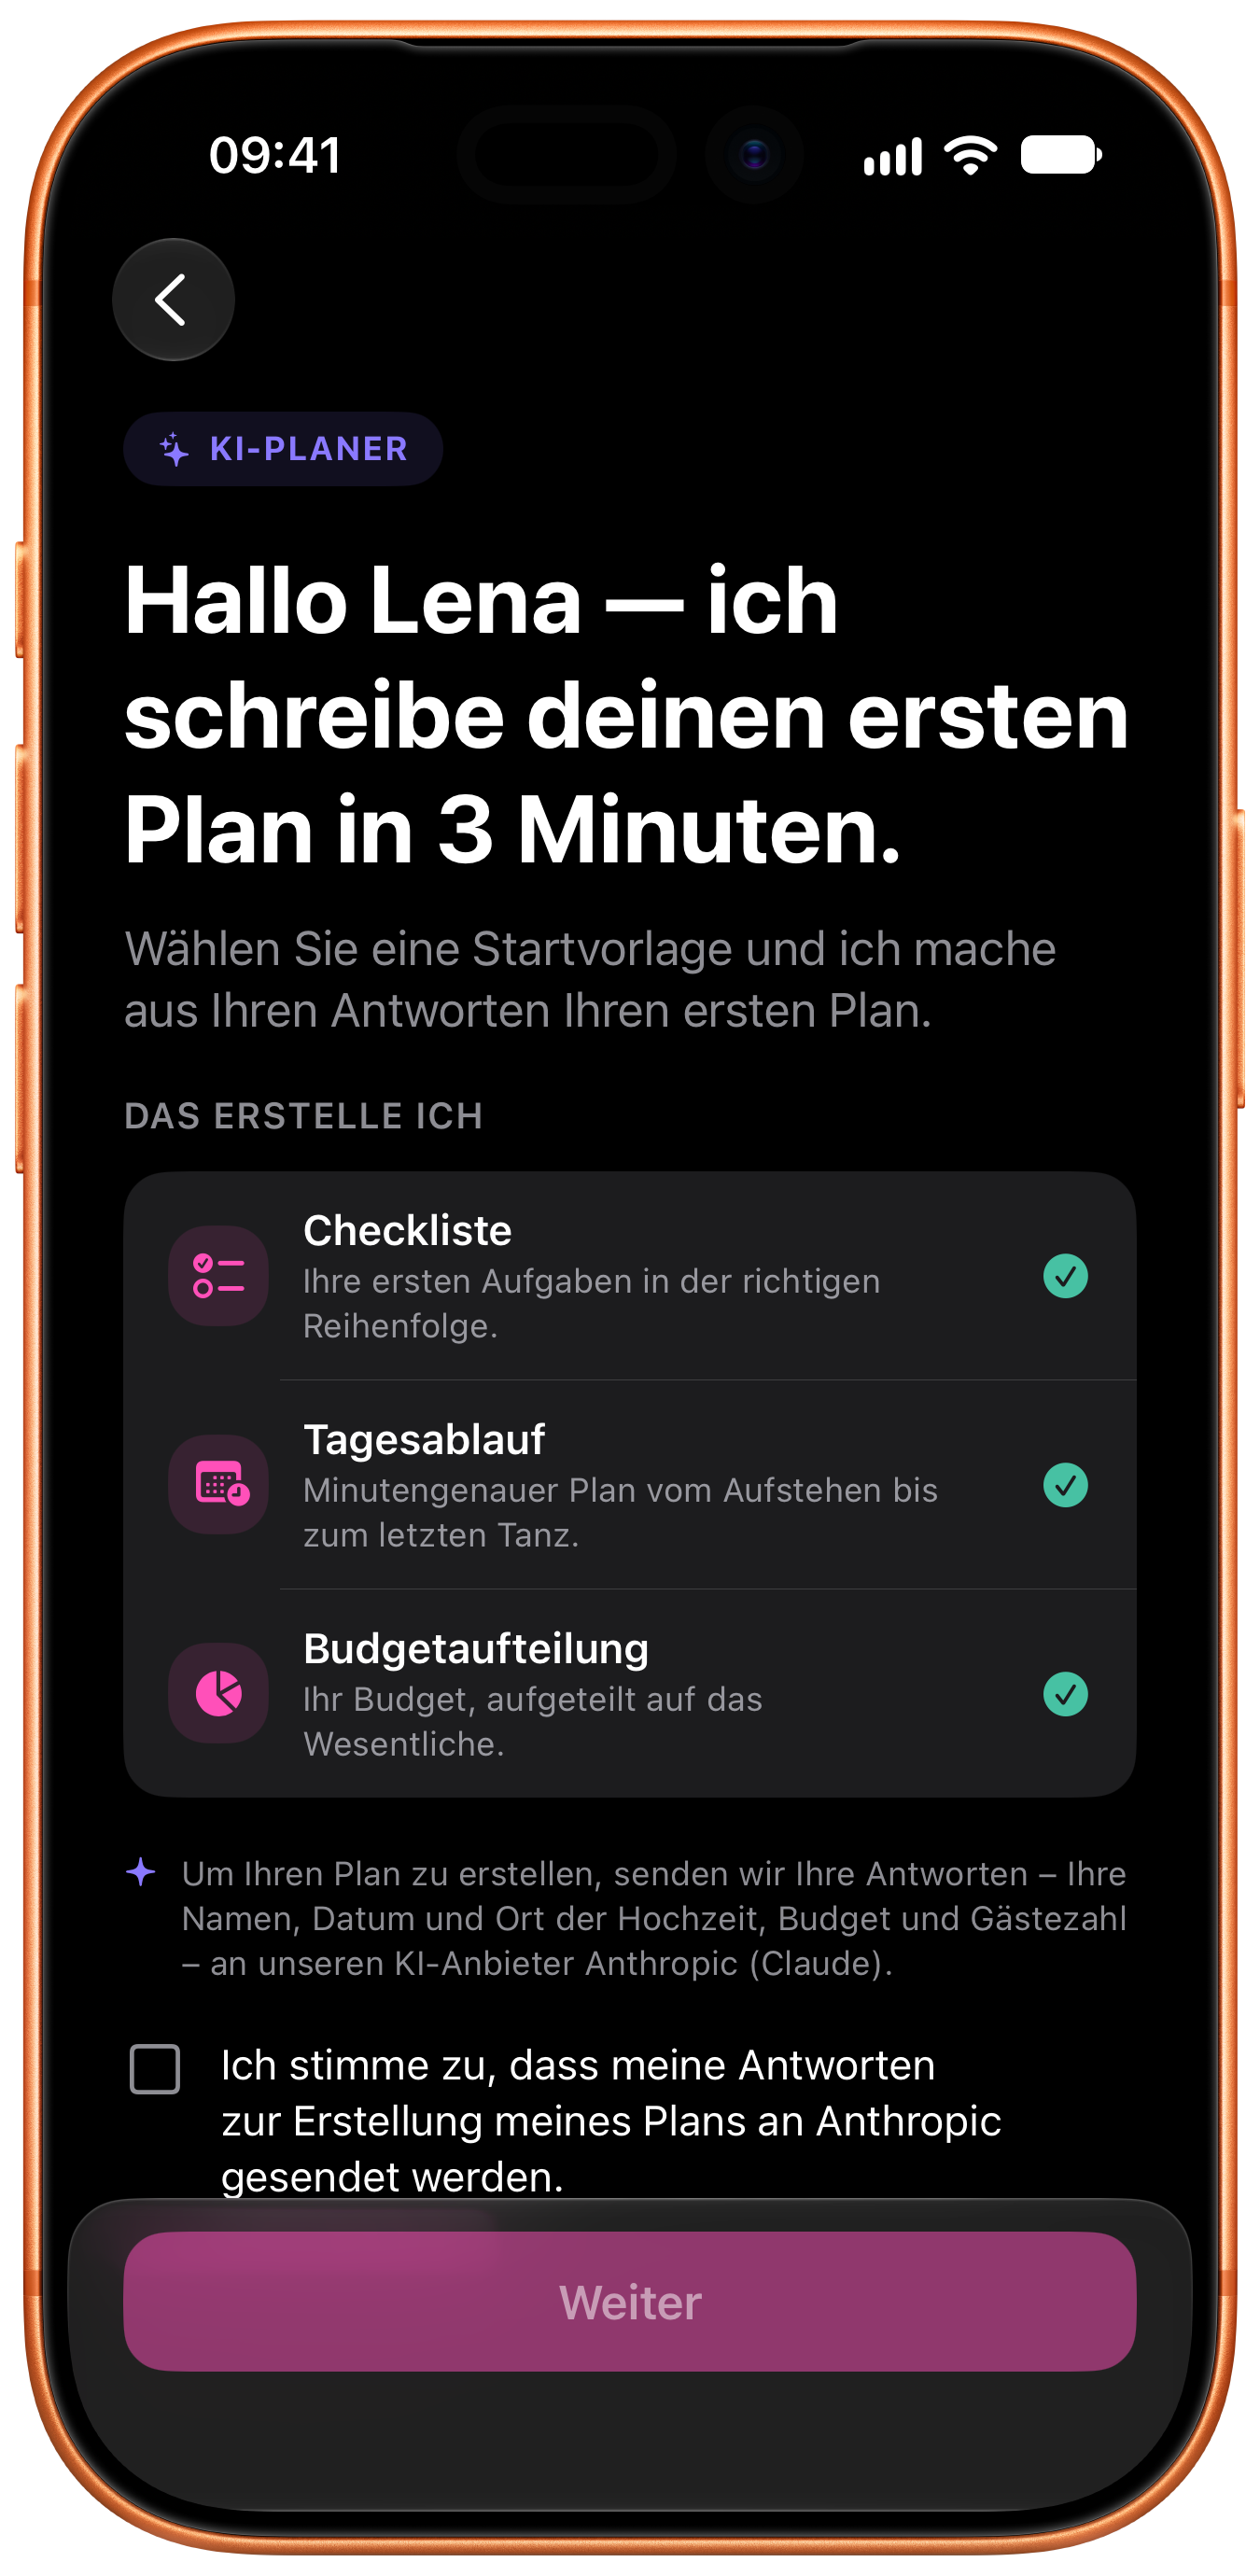 09:41
KI-PLANER
Hallo Lena — ich
schreibe deinen ersten
Plan in 3 Minuten.
Wählen Sie eine Startvorlage und ich mache
aus Ihren Antworten Ihren ersten Plan.
DAS ERSTELLE ICH
Checkliste
Ihre ersten Aufgaben in der richtigen
Reihenfolge.
Tagesablauf
Minutengenauer Plan vom Aufstehen bis
zum letzten Tanz.
Budgetaufteilung
Ihr Budget, aufgeteilt auf das
Wesentliche.
Um Ihren Plan zu erstellen, senden wir Ihre Antworten – Ihre
Namen, Datum und Ort der Hochzeit, Budget und Gästezahl
– an unseren KI-Anbieter Anthropic (Claude).
Ich stimme zu, dass meine Antworten
zur Erstellung meines Plans an Anthropic
gesendet werden.
Weiter